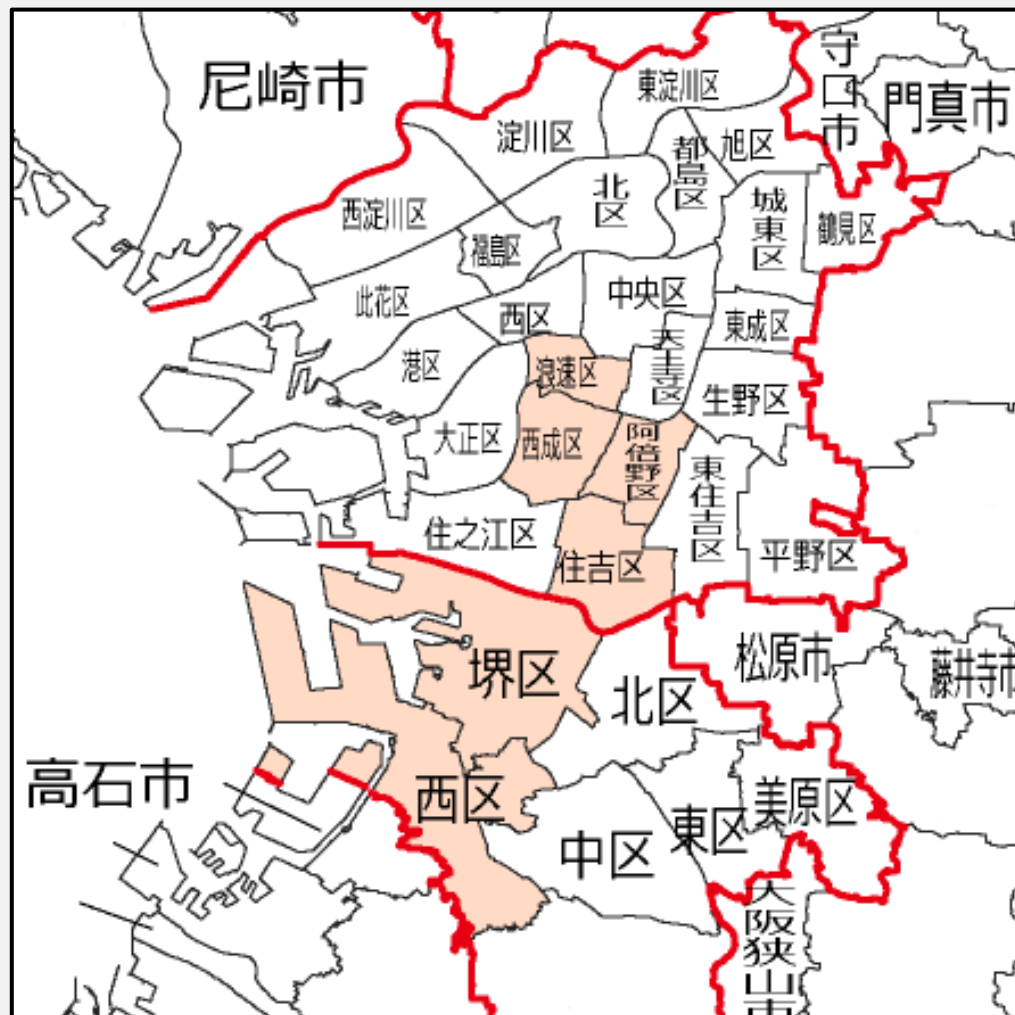 尼崎市
守口市
門真市
東淀川区
淀川区
都島区
旭区
北区
城東区
鶴見区
西淀川区
福島区
此花区
中央区
西区
東成区
天王寺区
港区
浪速区
生野区
大正区
西成区
阿倍野区
東住吉区
住之江区
住吉区
平野区
堺区
北区
松原市
藤井寺市
高石市
西区
中区
東区
美原区
大阪狭山市